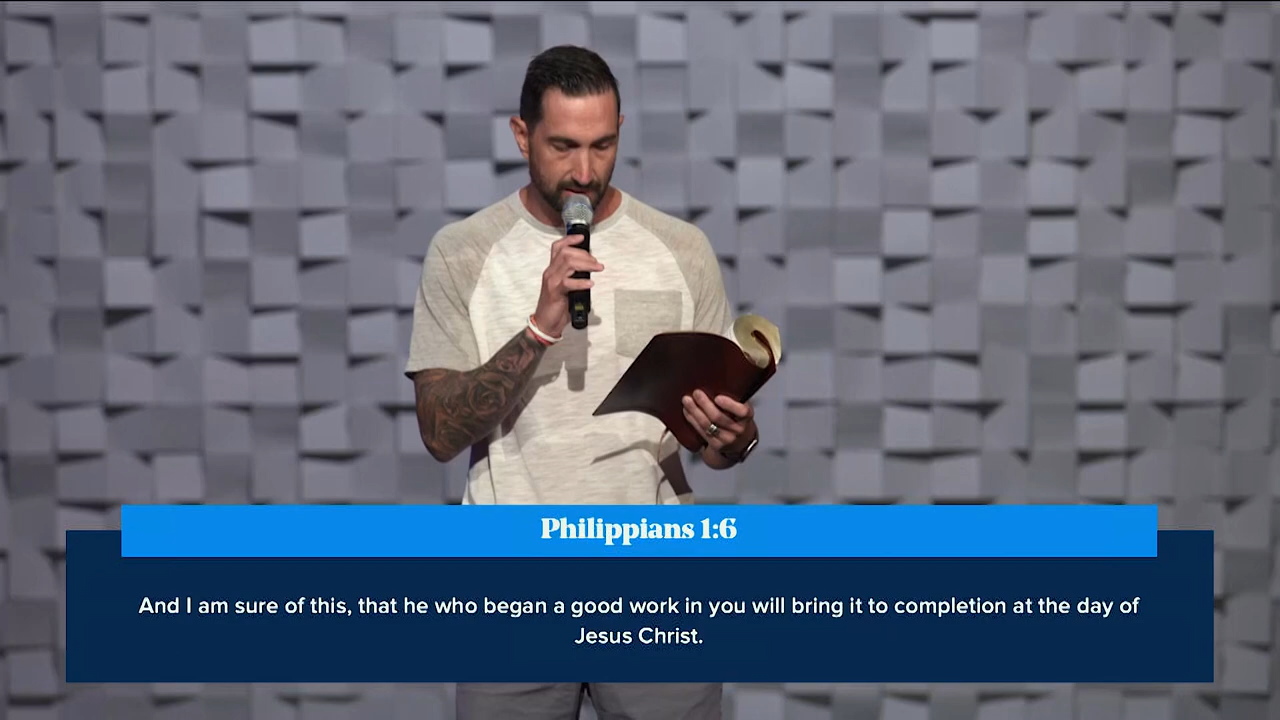 Philippians 1:6
And I am sure of this, that he who began a good work in you will bring it to completion at the day of
Jesus Christ.